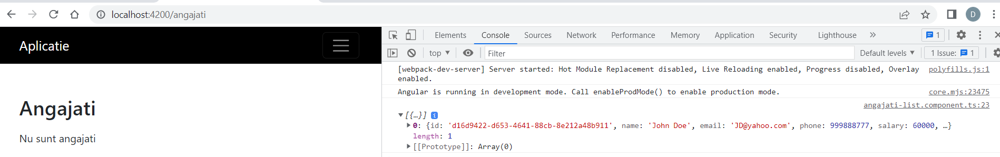 localhost:4200/angajati
D
Aplicatie
Angajati
Nu sunt angajati
Elements Console Sources Network Performance Memory Application Security Lighthouse » 1
top ▼ Filter Default levels ▼ 1 Issue: 1
[webpack-dev-server] Server started: Hot Module Replacement disabled, Live Reloading enabled, Progress disabled, Overlay polyfills.js:1
enabled.
Angular is running in development mode. Call enableProdMode() to enable production mode. core.mjs:23475
angajati-list.component.ts:23
▼[{…}] i
▶0: {id: 'd16d9422-d653-4641-88cb-8e212a48b911', name: 'John Doe', email: 'JD@yahoo.com', phone: 999888777, salary: 60000, …}
length: 1
▶[[Prototype]]: Array(0)